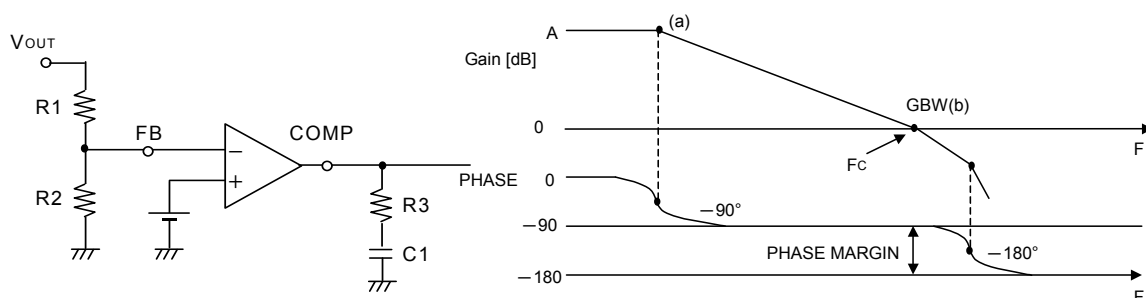 VOUT
R1
FB
COMP
R2
R3
C1
A
(a)
Gain [dB]
GBW(b)
0
F
FC
PHASE
0
−90°
−90
PHASE MARGIN
−180°
−180
F